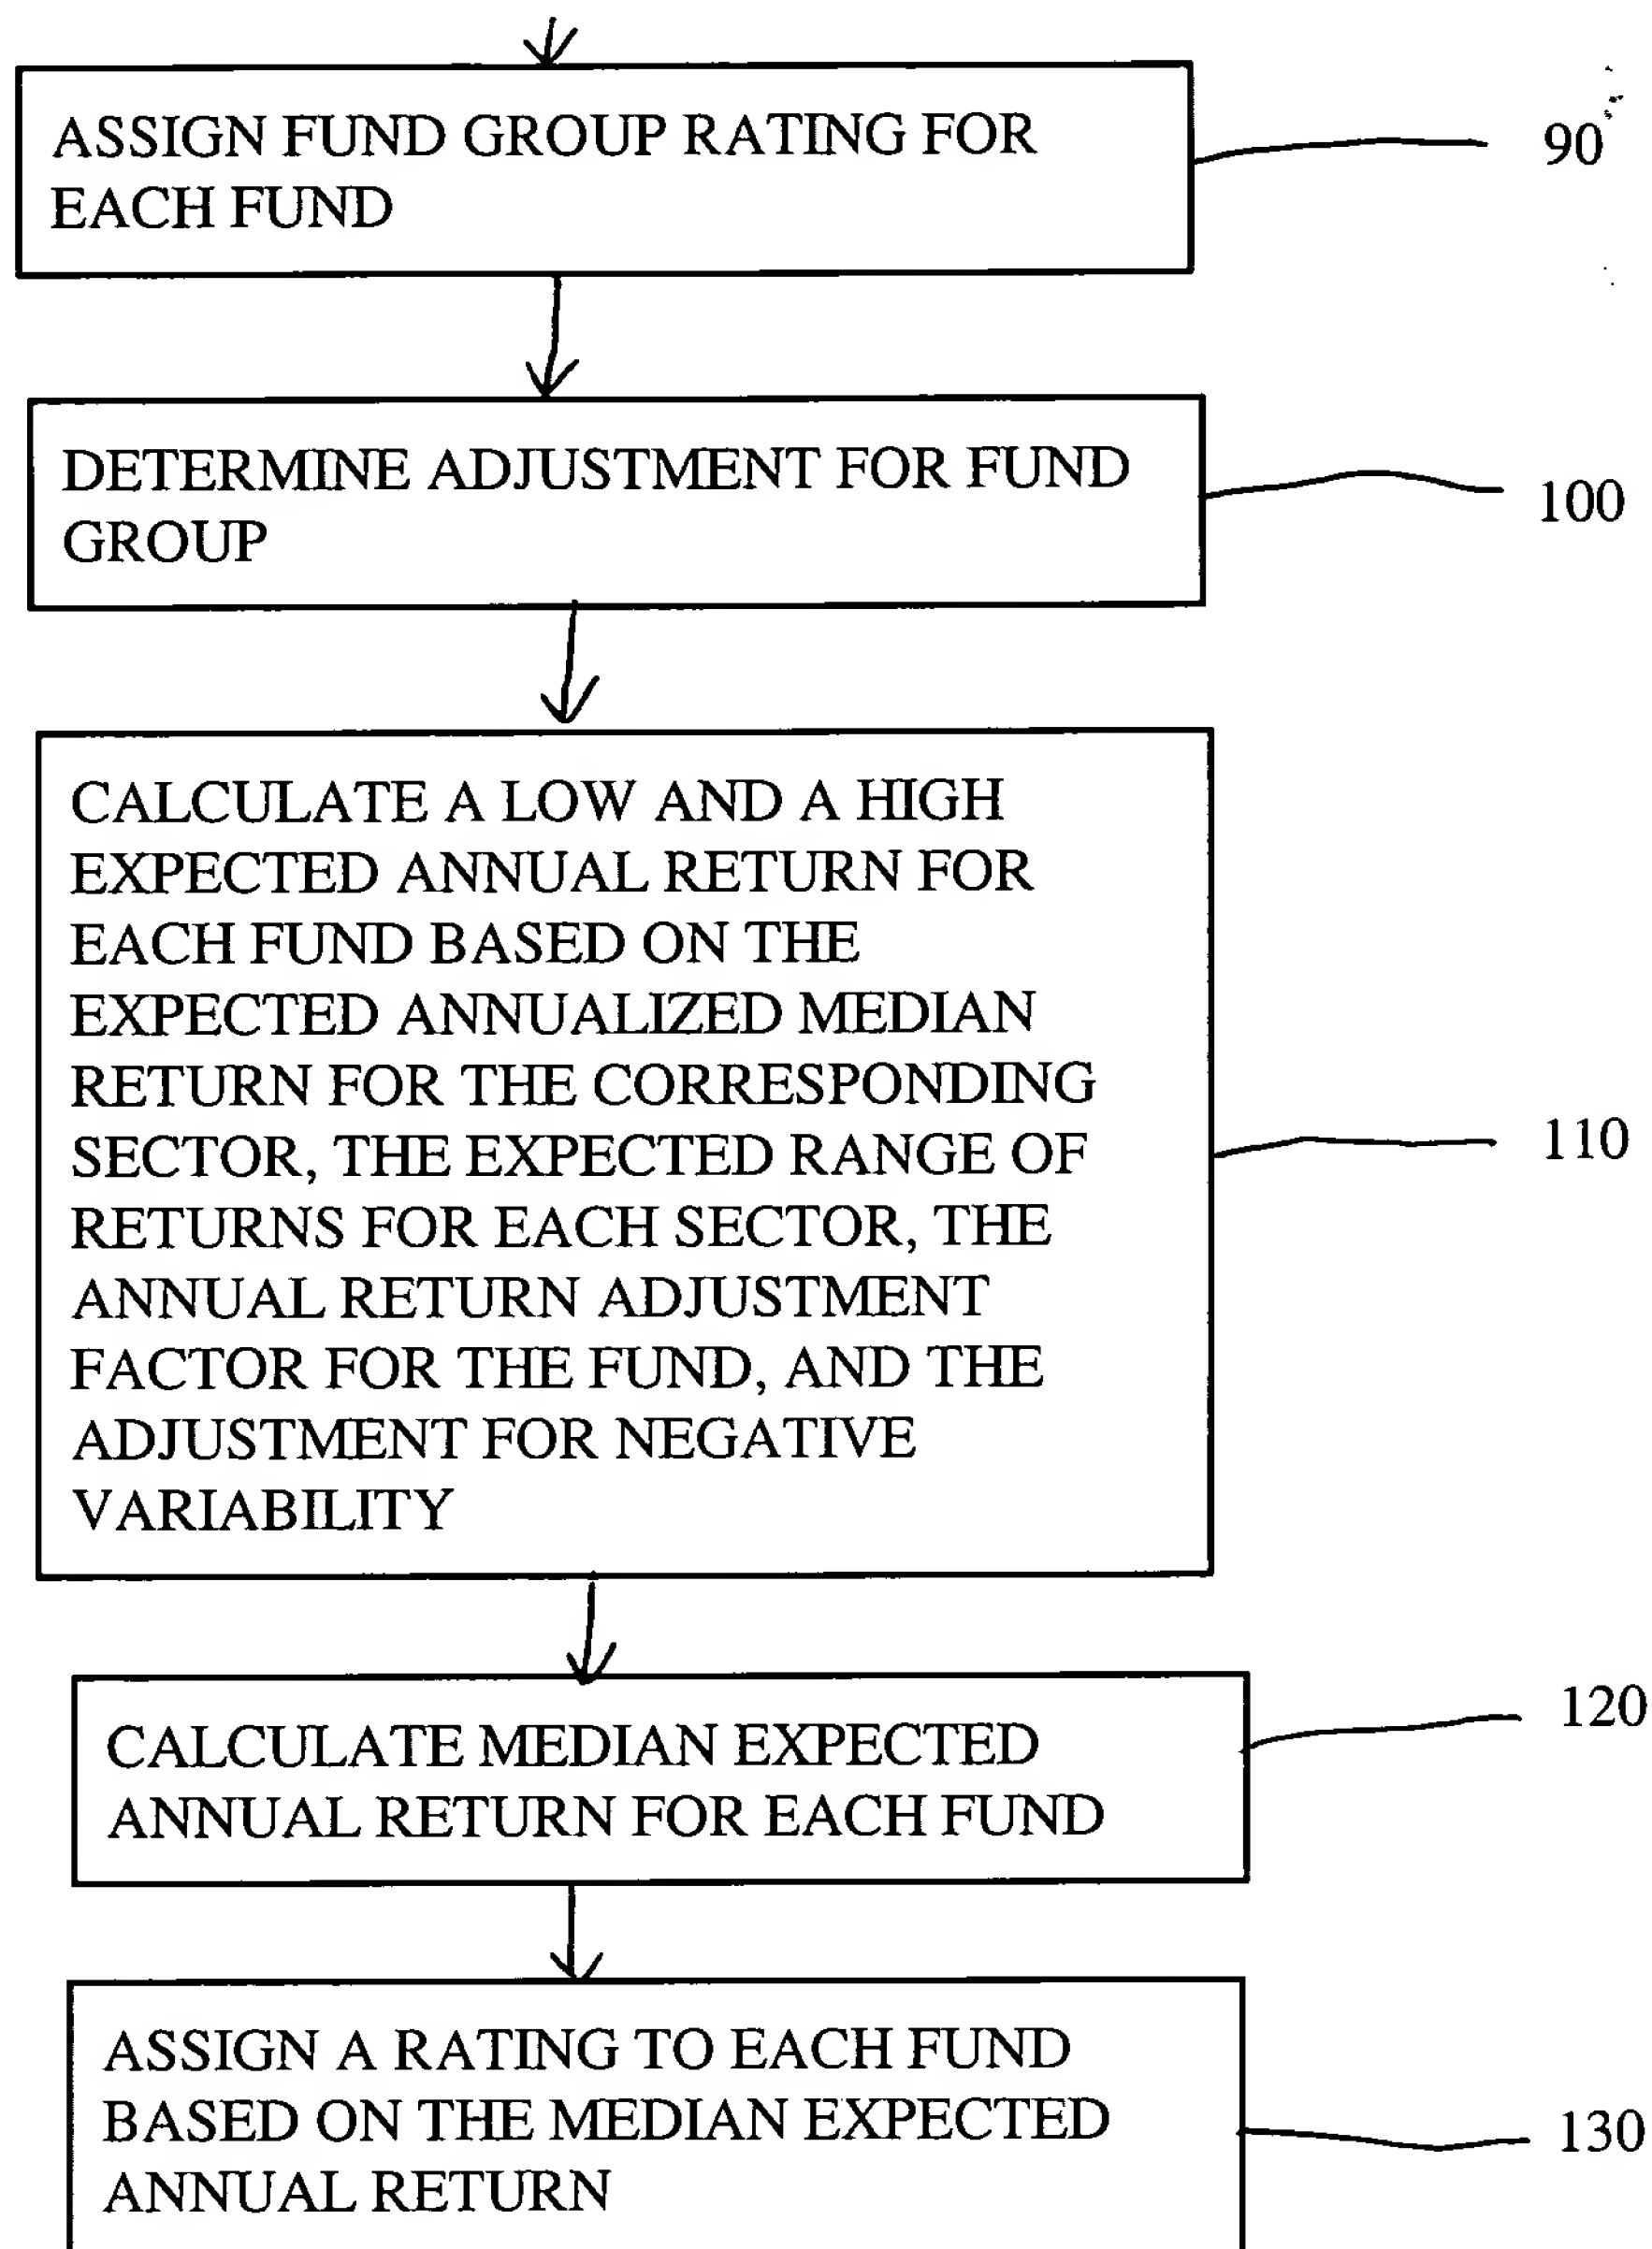 ASSIGN FUND GROUP RATING FOR
EACH FUND
90
DETERMINE ADJUSTMENT FOR FUND
GROUP
100
CALCULATE A LOW AND A HIGH
EXPECTED ANNUAL RETURN FOR
EACH FUND BASED ON THE
EXPECTED ANNUALIZED MEDIAN
RETURN FOR THE CORRESPONDING
SECTOR, THE EXPECTED RANGE OF
RETURNS FOR EACH SECTOR, THE
ANNUAL RETURN ADJUSTMENT
FACTOR FOR THE FUND, AND THE
ADJUSTMENT FOR NEGATIVE
VARIABILITY
110
CALCULATE MEDIAN EXPECTED
ANNUAL RETURN FOR EACH FUND
120
ASSIGN A RATING TO EACH FUND
BASED ON THE MEDIAN EXPECTED
ANNUAL RETURN
130